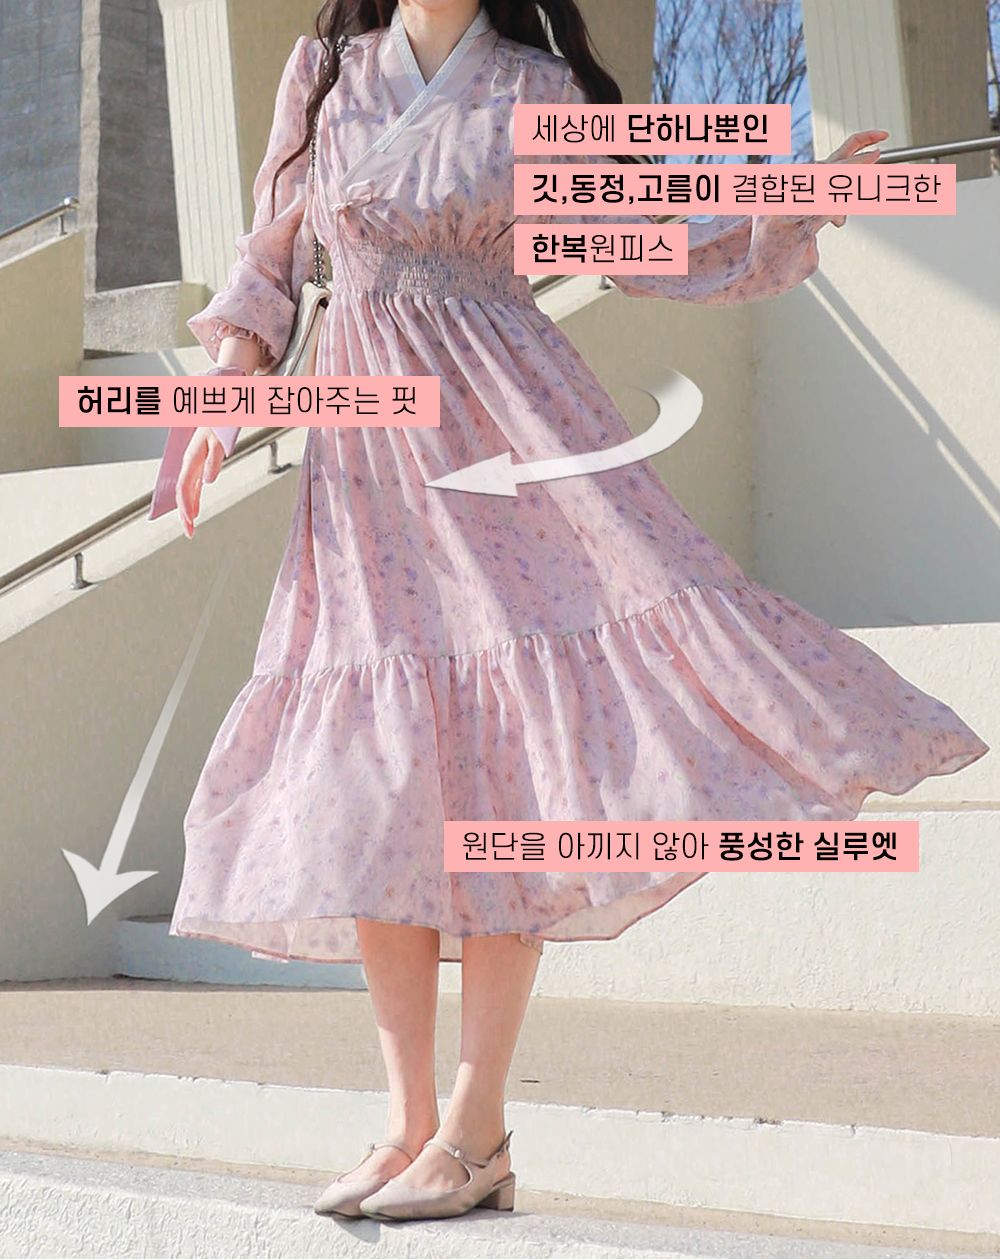 세상에 단하나뿐인
깃,동정,고름이 결합된 유니크한
한복원피스
허리를 예쁘게 잡아주는 핏
원단을 아끼지 않아 풍성한 실루엣